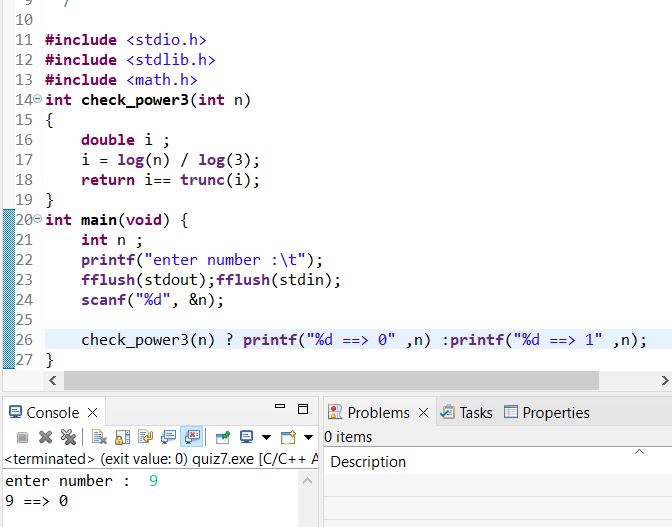 9 */
10
11 #include <stdio.h>
12 #include <stdlib.h>
13 #include <math.h>
14 int check_power3(int n)
15 {
16 double i ;
17 i = log(n) / log(3);
18 return i== trunc(i);
19 }
20 int main(void) {
21 int n ;
22 printf("enter number :\t");
23 fflush(stdout);fflush(stdin);
24 scanf("%d", &n);
25
26 check_power3(n) ? printf("%d ==> 0" ,n) :printf("%d ==> 1" ,n);
27 }
Console
<terminated> (exit value: 0) quiz7.exe [C/C++ A
enter number : 9
9 ==> 0
Problems Tasks Properties
0 items
Description